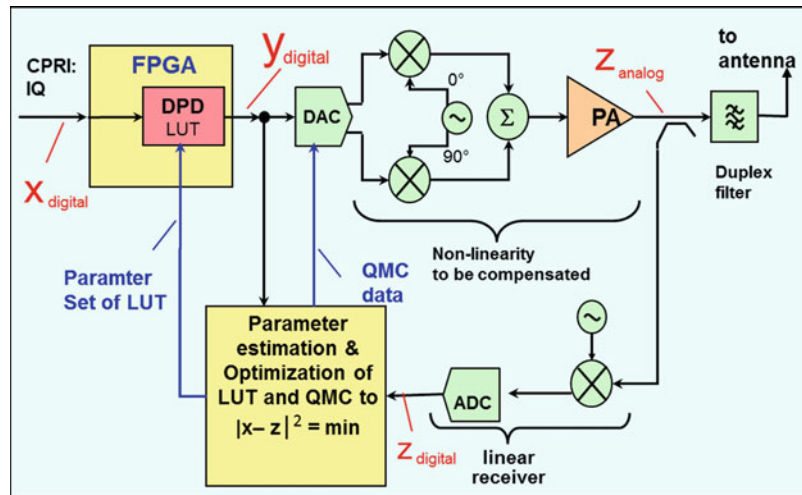 CPRI:
IQ
FPGA
DPD
LUT
x digital
y digital
DAC
0°
90°
~
Σ
PA
z analog
to
antenna
Duplex
filter
Non-linearity
to be compensated
Paramter
Set of LUT
QMC
data
Parameter
estimation &
Optimization of
LUT and QMC to
|x– z|² = min
z digital
ADC
~
linear
receiver